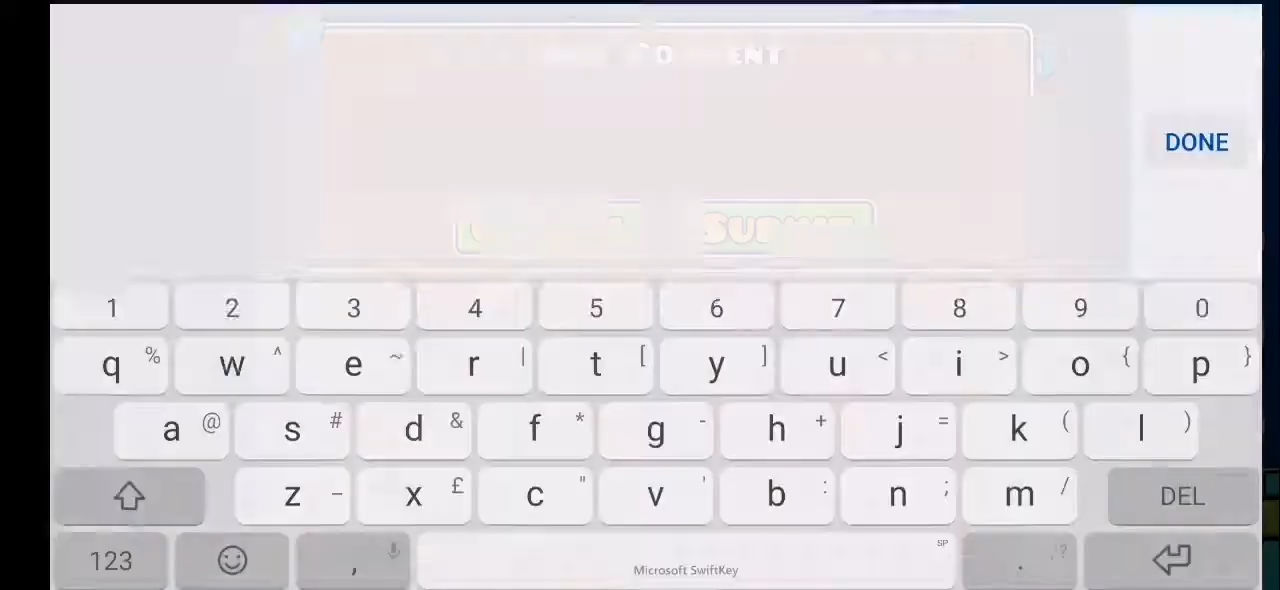 DONE
1 2 3 4 5 6 7 8 9 0
q % w ^ e ~ r | t [ y ] u < i > o { p }
a @ s # d & f * g - h + j = k ( l )
z _ x £ c " v ' b : n ; m / DEL
123 , SP . !?
Microsoft SwiftKey